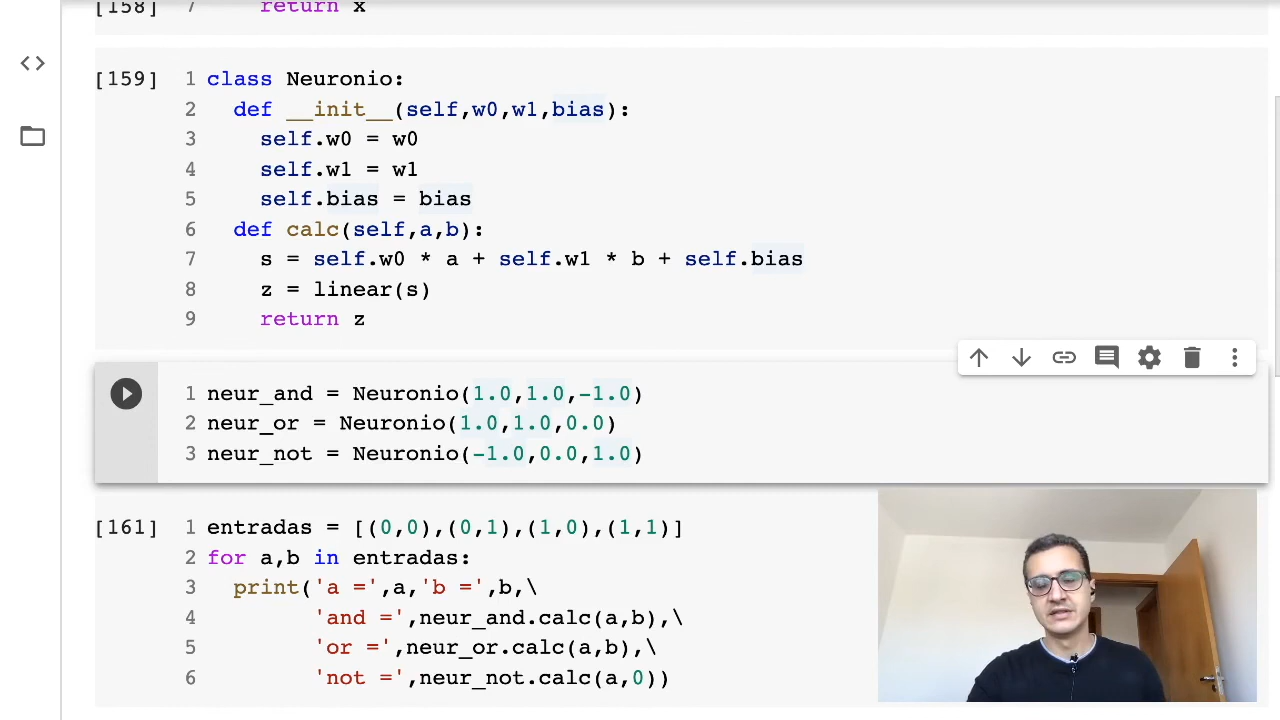 [158] 7 return x
[159] 1 class Neuronio:
2 def __init__(self,w0,w1,bias):
3 self.w0 = w0
4 self.w1 = w1
5 self.bias = bias
6 def calc(self,a,b):
7 s = self.w0 * a + self.w1 * b + self.bias
8 z = linear(s)
9 return z
1 neur_and = Neuronio(1.0,1.0,-1.0)
2 neur_or = Neuronio(1.0,1.0,0.0)
3 neur_not = Neuronio(-1.0,0.0,1.0)
[161] 1 entradas = [(0,0),(0,1),(1,0),(1,1)]
2 for a,b in entradas:
3 print('a =',a,'b =',b,\
4 'and =',neur_and.calc(a,b),\
5 'or =',neur_or.calc(a,b),\
6 'not =',neur_not.calc(a,0))